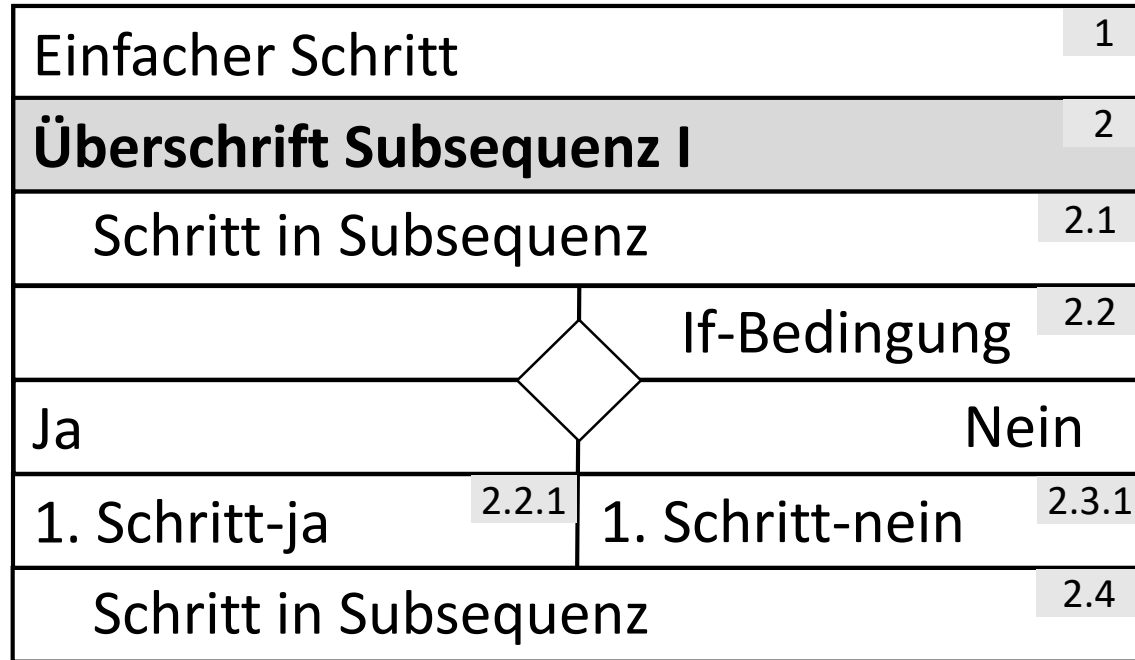 Einfacher Schritt 1
Überschrift Subsequenz I 2
Schritt in Subsequenz 2.1
If-Bedingung 2.2
Ja Nein
1. Schritt-ja 2.2.1 1. Schritt-nein 2.3.1
Schritt in Subsequenz 2.4